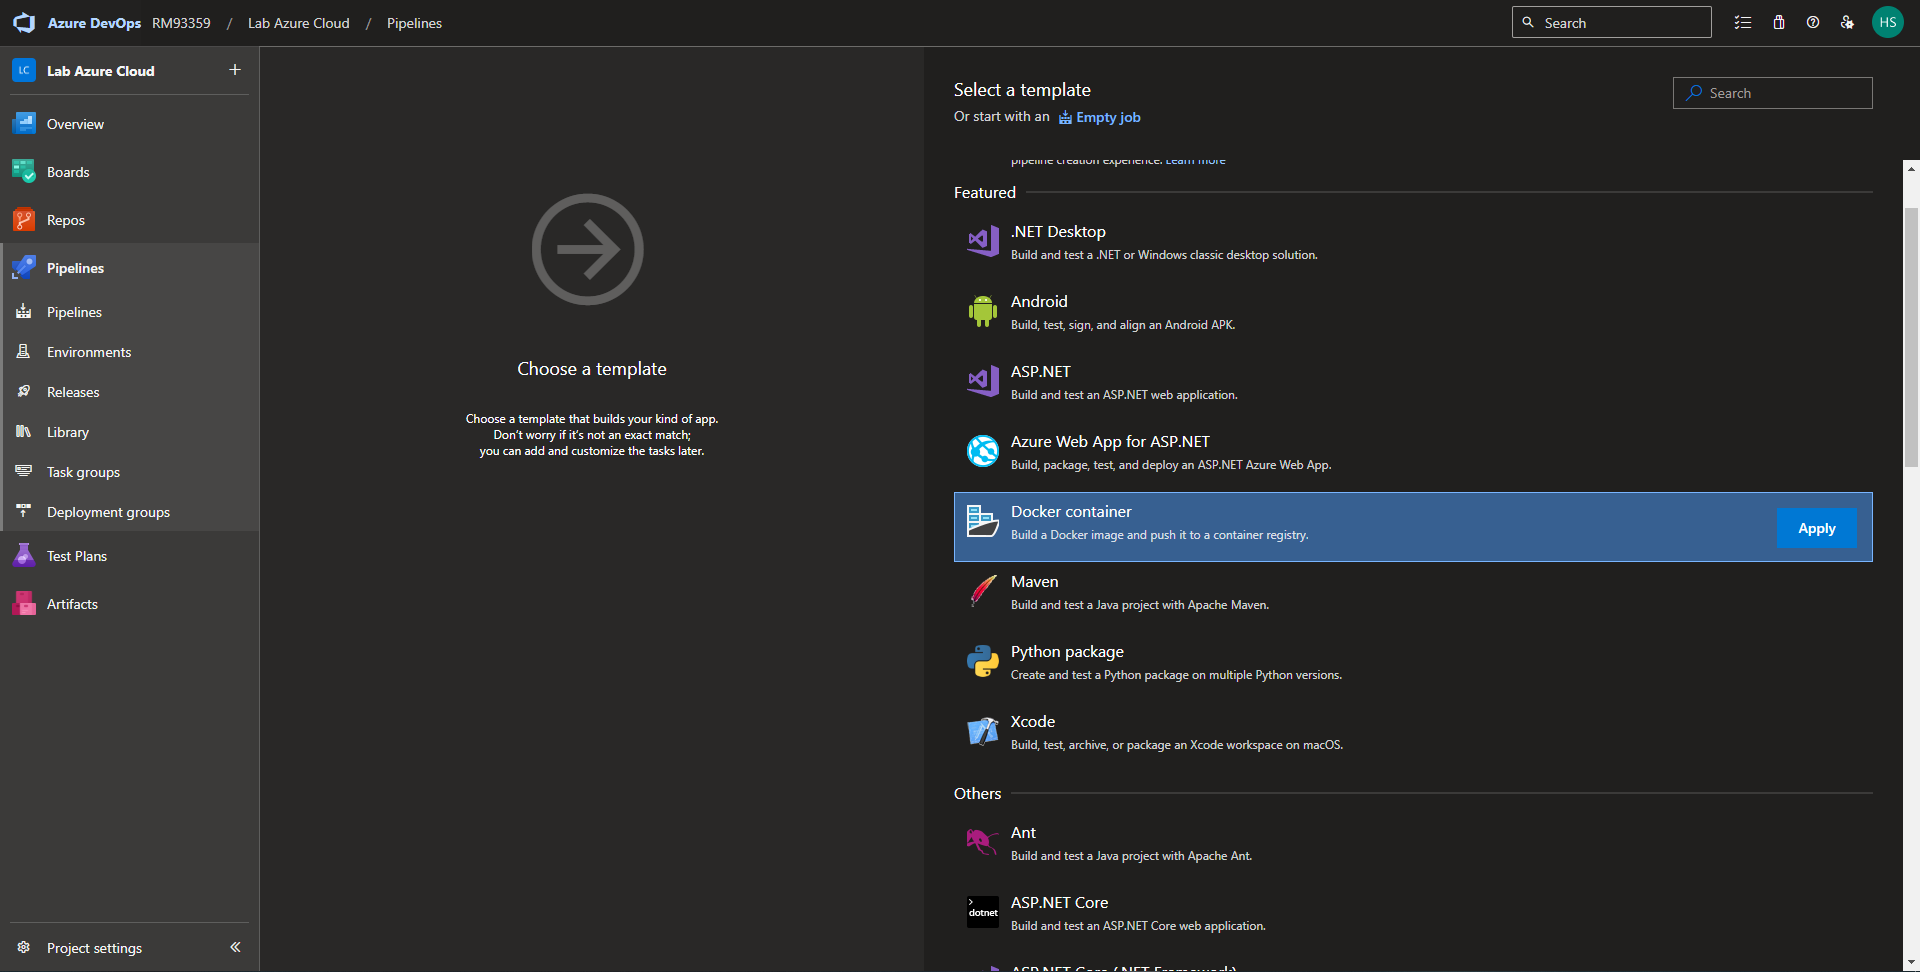 Azure DevOps RM93359 / Lab Azure Cloud / Pipelines
Search
HS
LC Lab Azure Cloud
Overview
Boards
Repos
Pipelines
Pipelines
Environments
Releases
Library
Task groups
Deployment groups
Test Plans
Artifacts
Project settings
Choose a template
Choose a template that builds your kind of app.
Don't worry if it's not an exact match;
you can add and customize the tasks later.
Select a template
Search
Or start with an Empty job
pipeline creation experience. Learn more
Featured
.NET Desktop
Build and test a .NET or Windows classic desktop solution.
Android
Build, test, sign, and align an Android APK.
ASP.NET
Build and test an ASP.NET web application.
Azure Web App for ASP.NET
Build, package, test, and deploy an ASP.NET Azure Web App.
Docker container
Build a Docker image and push it to a container registry.
Apply
Maven
Build and test a Java project with Apache Maven.
Python package
Create and test a Python package on multiple Python versions.
Xcode
Build, test, archive, or package an Xcode workspace on macOS.
Others
Ant
Build and test a Java project with Apache Ant.
dotnet
ASP.NET Core
Build and test an ASP.NET Core web application.
ASP.NET Core (.NET Framework)